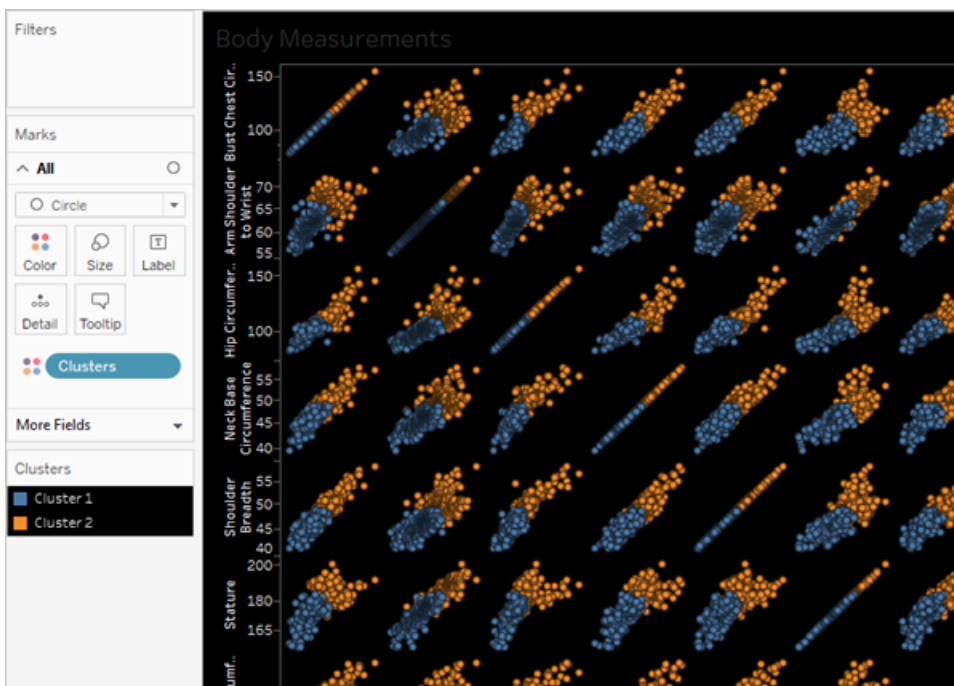 Filters
Marks
All
Circle
Color
Size
Label
Detail
Tooltip
Clusters
More Fields
Clusters
Cluster 1
Cluster 2
Body Measurements
Bust Chest Cir..
150
100
Arm Shoulder
to Wrist
70
65
60
55
Hip Circumfer..
150
100
Neck Base
Circumference
55
50
45
40
Shoulder
Breadth
55
50
45
40
Stature
200
180
165
umf..